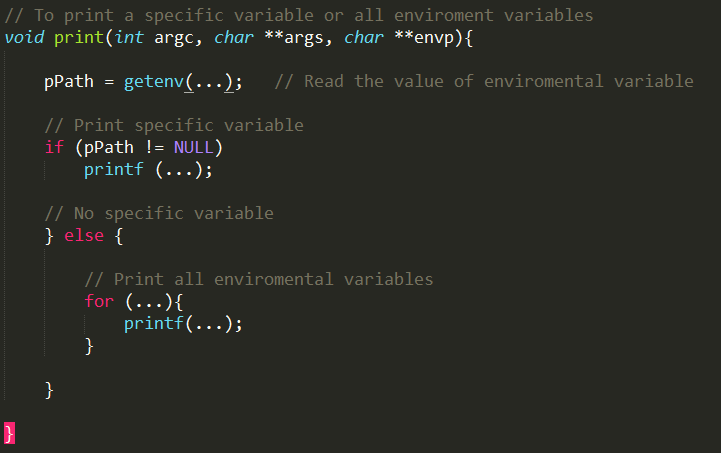 // To print a specific variable or all enviroment variables
void print(int argc, char **args, char **envp){
pPath = getenv(...);   // Read the value of enviromental variable
// Print specific variable
if (pPath != NULL)
printf (...);
// No specific variable
} else {
// Print all enviromental variables
for (...){
printf(...);
}
}
}